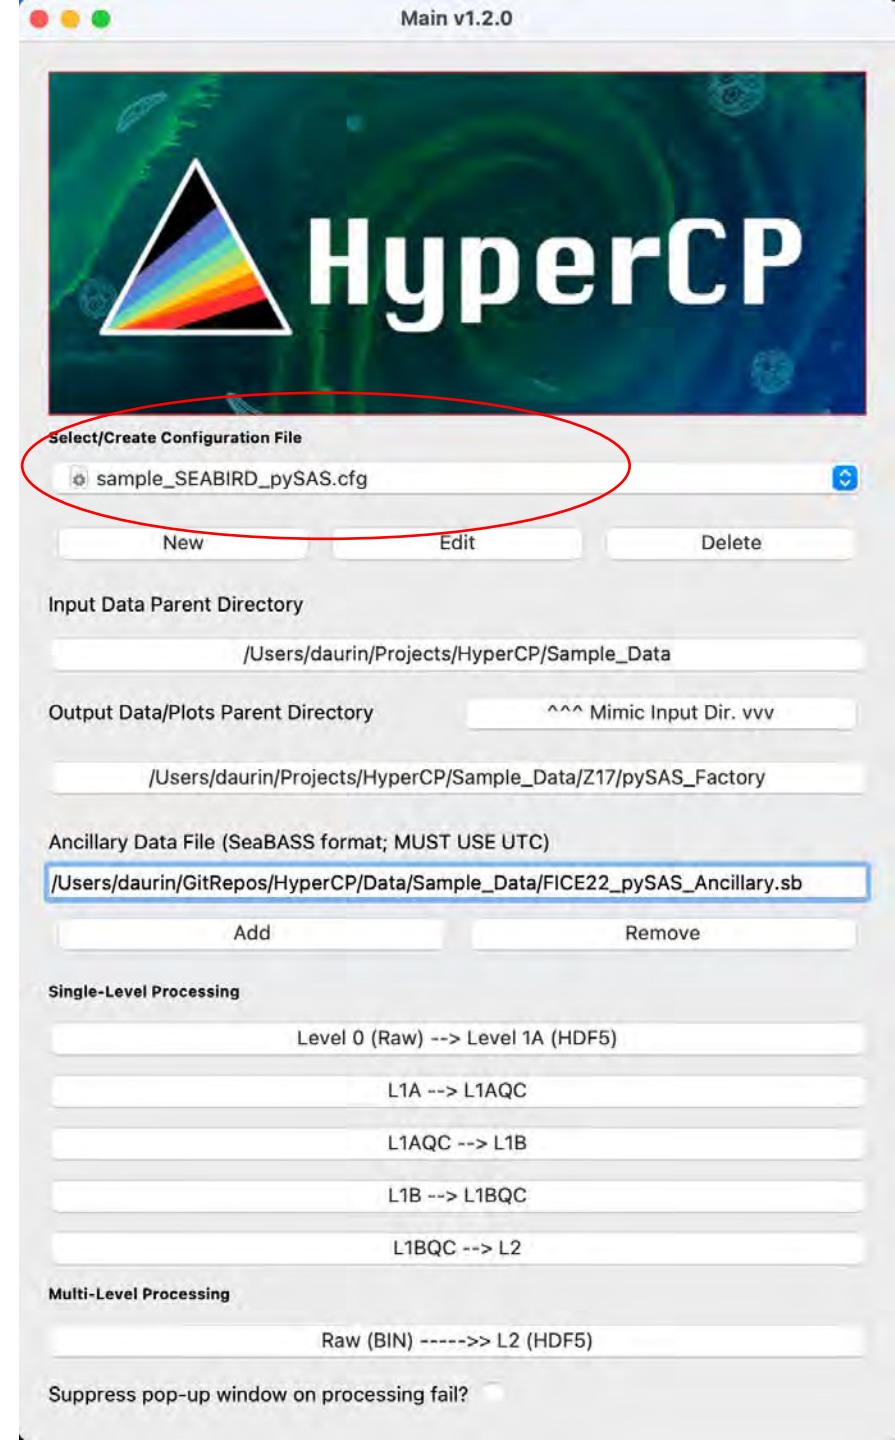 Main v1.2.0
HyperCP
Select/Create Configuration File
sample_SEABIRD_pySAS.cfg
New Edit Delete
Input Data Parent Directory
/Users/daurin/Projects/HyperCP/Sample_Data
Output Data/Plots Parent Directory ^^^ Mimic Input Dir. vvv
/Users/daurin/Projects/HyperCP/Sample_Data/Z17/pySAS_Factory
Ancillary Data File (SeaBASS format; MUST USE UTC)
/Users/daurin/GitRepos/HyperCP/Data/Sample_Data/FICE22_pySAS_Ancillary.sb
Add Remove
Single-Level Processing
Level 0 (Raw) --> Level 1A (HDF5)
L1A --> L1AQC
L1AQC --> L1B
L1B --> L1BQC
L1BQC --> L2
Multi-Level Processing
Raw (BIN) ----->> L2 (HDF5)
Suppress pop-up window on processing fail?